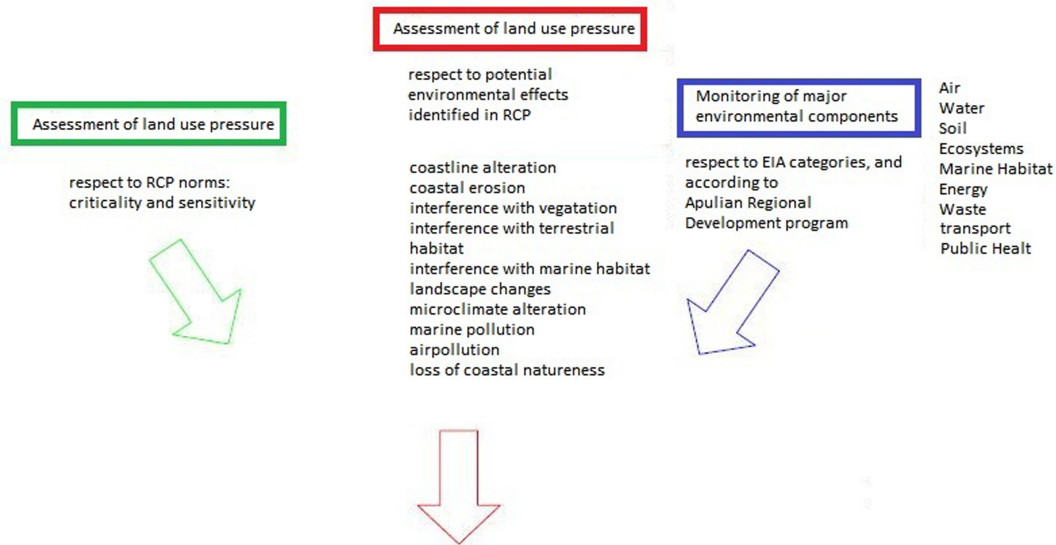 Assessment of land use pressure
respect to RCP norms:
criticality and sensitivity
Assessment of land use pressure
respect to potential
environmental effects
identified in RCP
coastline alteration
coastal erosion
interference with vegatation
interference with terrestrial
habitat
interference with marine habitat
landscape changes
microclimate alteration
marine pollution
airpollution
loss of coastal natureness
Monitoring of major
environmental components
respect to EIA categories, and
according to
Apulian Regional
Development program
Air
Water
Soil
Ecosystems
Marine Habitat
Energy
Waste
transport
Public Healt